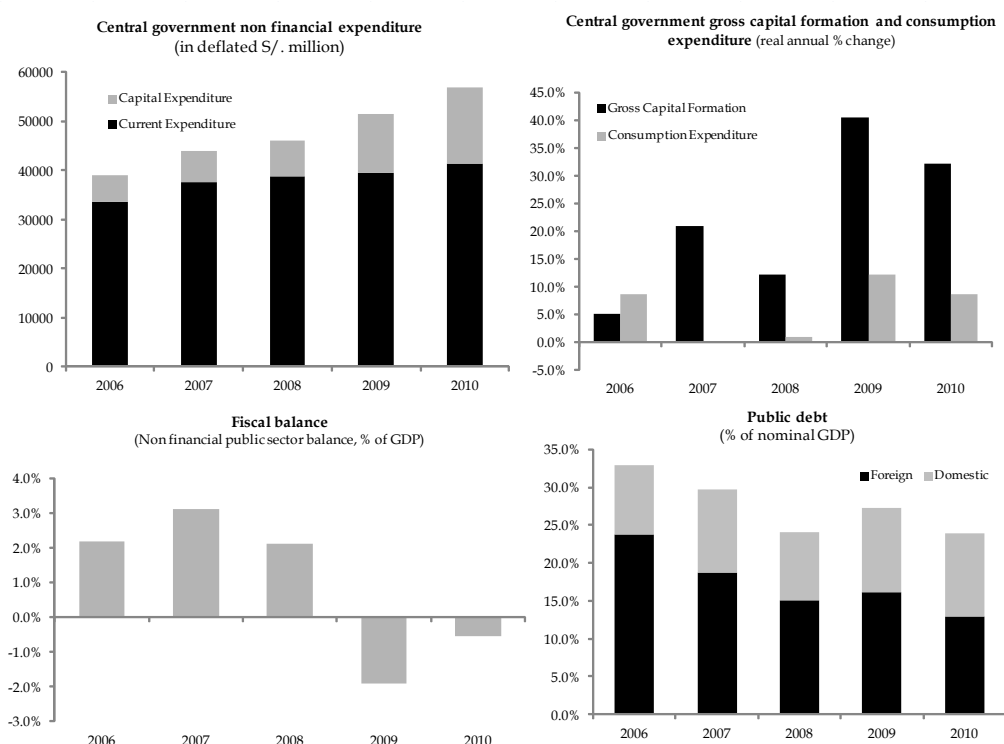 Central government non financial expenditure
(in deflated S/. million)
60000
50000
40000
30000
20000
10000
0
Capital Expenditure
Current Expenditure
2006 2007 2008 2009 2010
Central government gross capital formation and consumption
expenditure (real annual % change)
45.0%
40.0%
35.0%
30.0%
25.0%
20.0%
15.0%
10.0%
5.0%
0.0%
-5.0%
Gross Capital Formation
Consumption Expenditure
2006 2007 2008 2009 2010
Fiscal balance
(Non financial public sector balance, % of GDP)
4.0%
3.0%
2.0%
1.0%
0.0%
-1.0%
-2.0%
-3.0%
2006 2007 2008 2009 2010
Public debt
(% of nominal GDP)
35.0%
30.0%
25.0%
20.0%
15.0%
10.0%
5.0%
0.0%
Foreign Domestic
2006 2007 2008 2009 2010